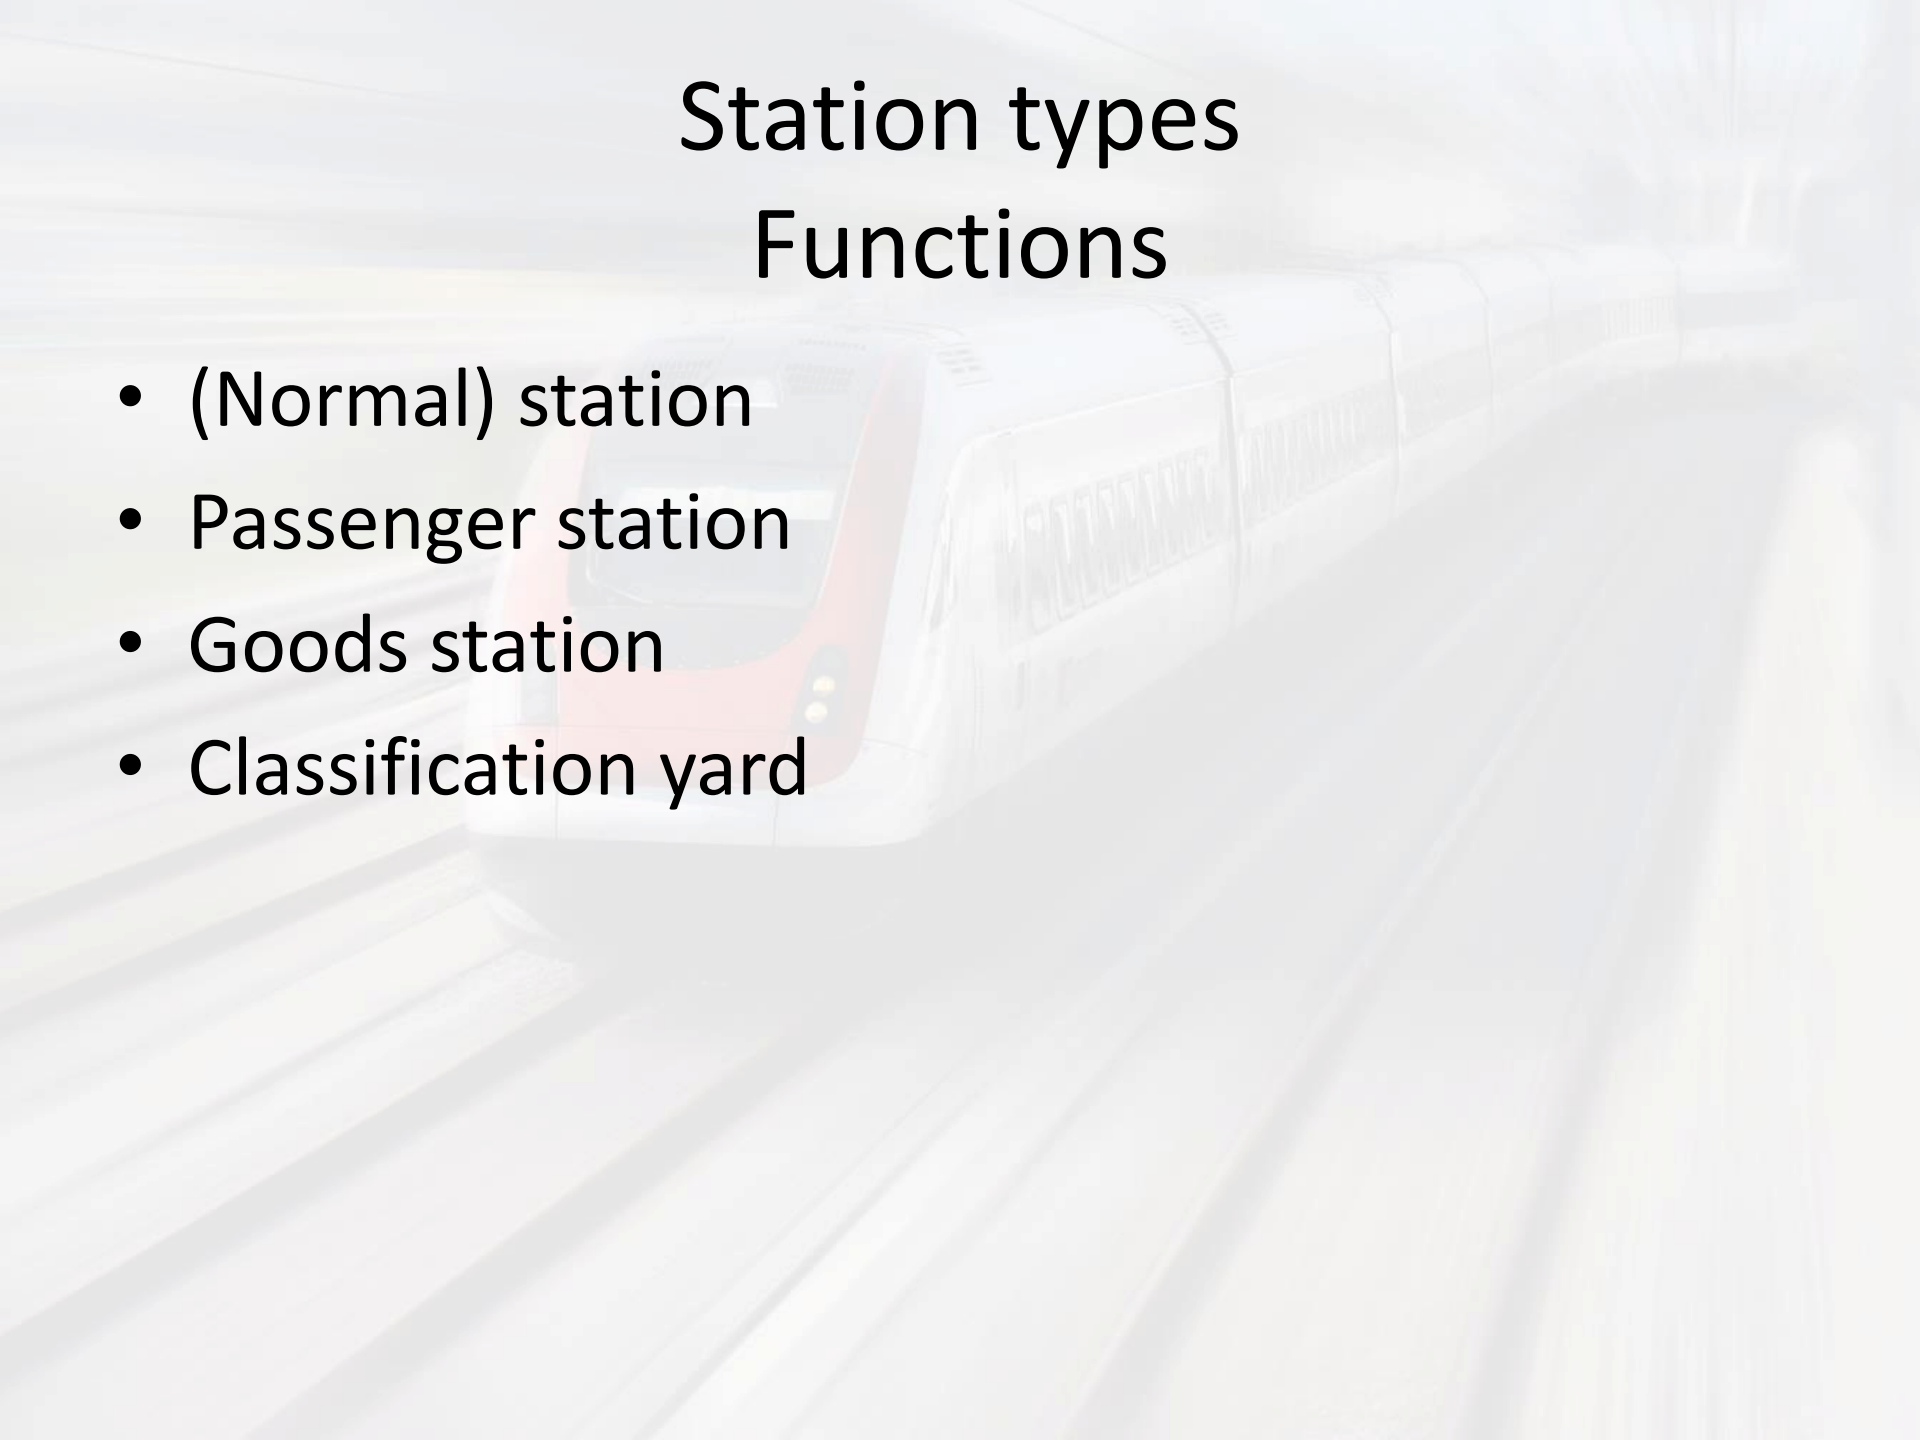 Station types
Functions
• (Normal) station
• Passenger station
• Goods station
• Classification yard